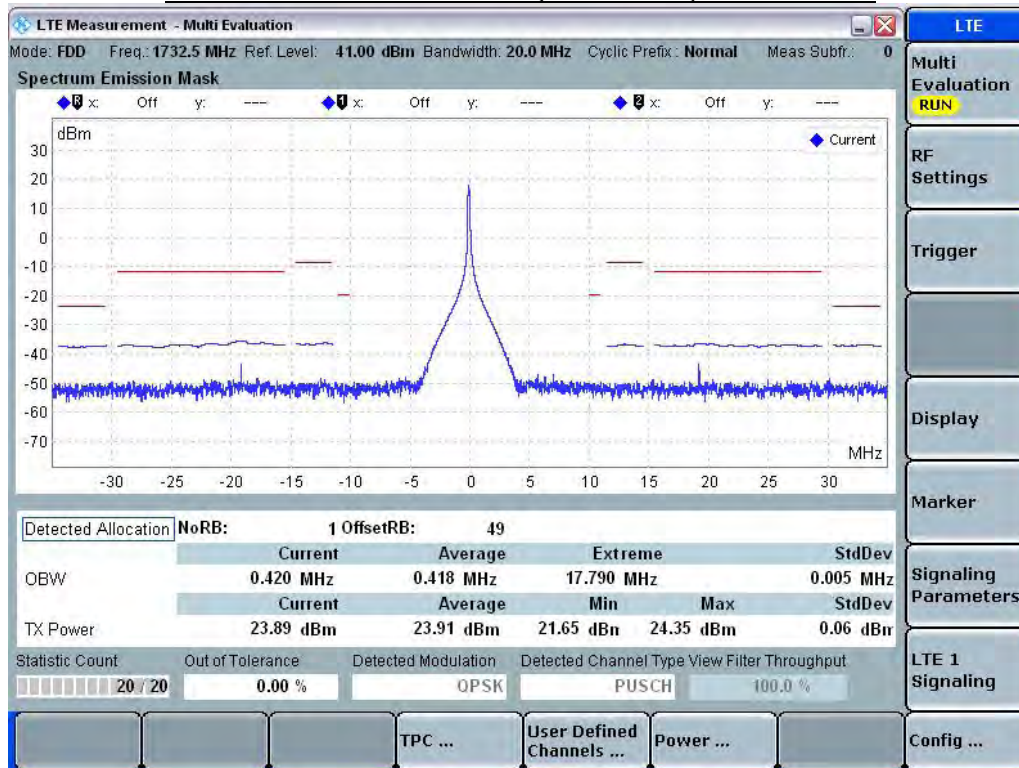 LTE Measurement - Multi Evaluation
LTE
Mode: FDD Freq.: 1732.5 MHz Ref. Level: 41.00 dBm Bandwidth: 20.0 MHz Cyclic Prefix: Normal Meas Subfr.: 0
Spectrum Emission Mask
R x: Off y: --- 1 x: Off y: --- 2 x: Off y: ---
dBm
Current
30
20
10
0
-10
-20
-30
-40
-50
-60
-70
MHz
-30 -25 -20 -15 -10 -5 0 5 10 15 20 25 30
Detected Allocation NoRB: 1 OffsetRB: 49
Current Average Extreme StdDev
OBW 0.420 MHz 0.418 MHz 17.790 MHz 0.005 MHz
Current Average Min Max StdDev
TX Power 23.89 dBm 23.91 dBm 21.65 dBm 24.35 dBm 0.06 dBm
Statistic Count Out of Tolerance Detected Modulation Detected Channel Type View Filter Throughput
20 / 20 0.00 % QPSK PUSCH 100.0 %
TPC ...
User Defined
Channels ...
Power ...
Config ...
Multi
Evaluation
RUN
RF
Settings
Trigger
Display
Marker
Signaling
Parameters
LTE 1
Signaling